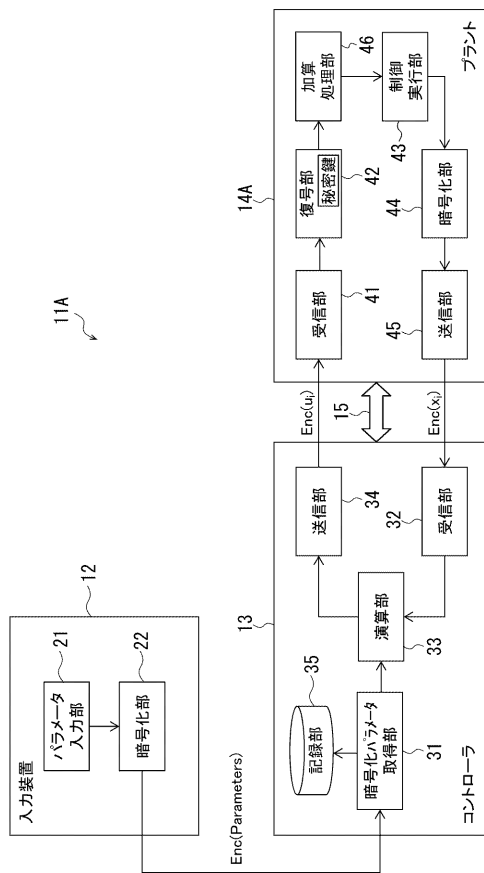 11A
入力装置
12
パラメータ
入力部
21
暗号化部
22
Enc(Parameters)
コントローラ
13
記録部
35
暗号化パラメータ
取得部
31
演算部
33
送信部
34
受信部
32
Enc(uᵢ)
15
Enc(xᵢ)
プラント
14A
受信部
41
復号部
秘密鍵
42
加算
処理部
46
制御
実行部
43
暗号化部
44
送信部
45